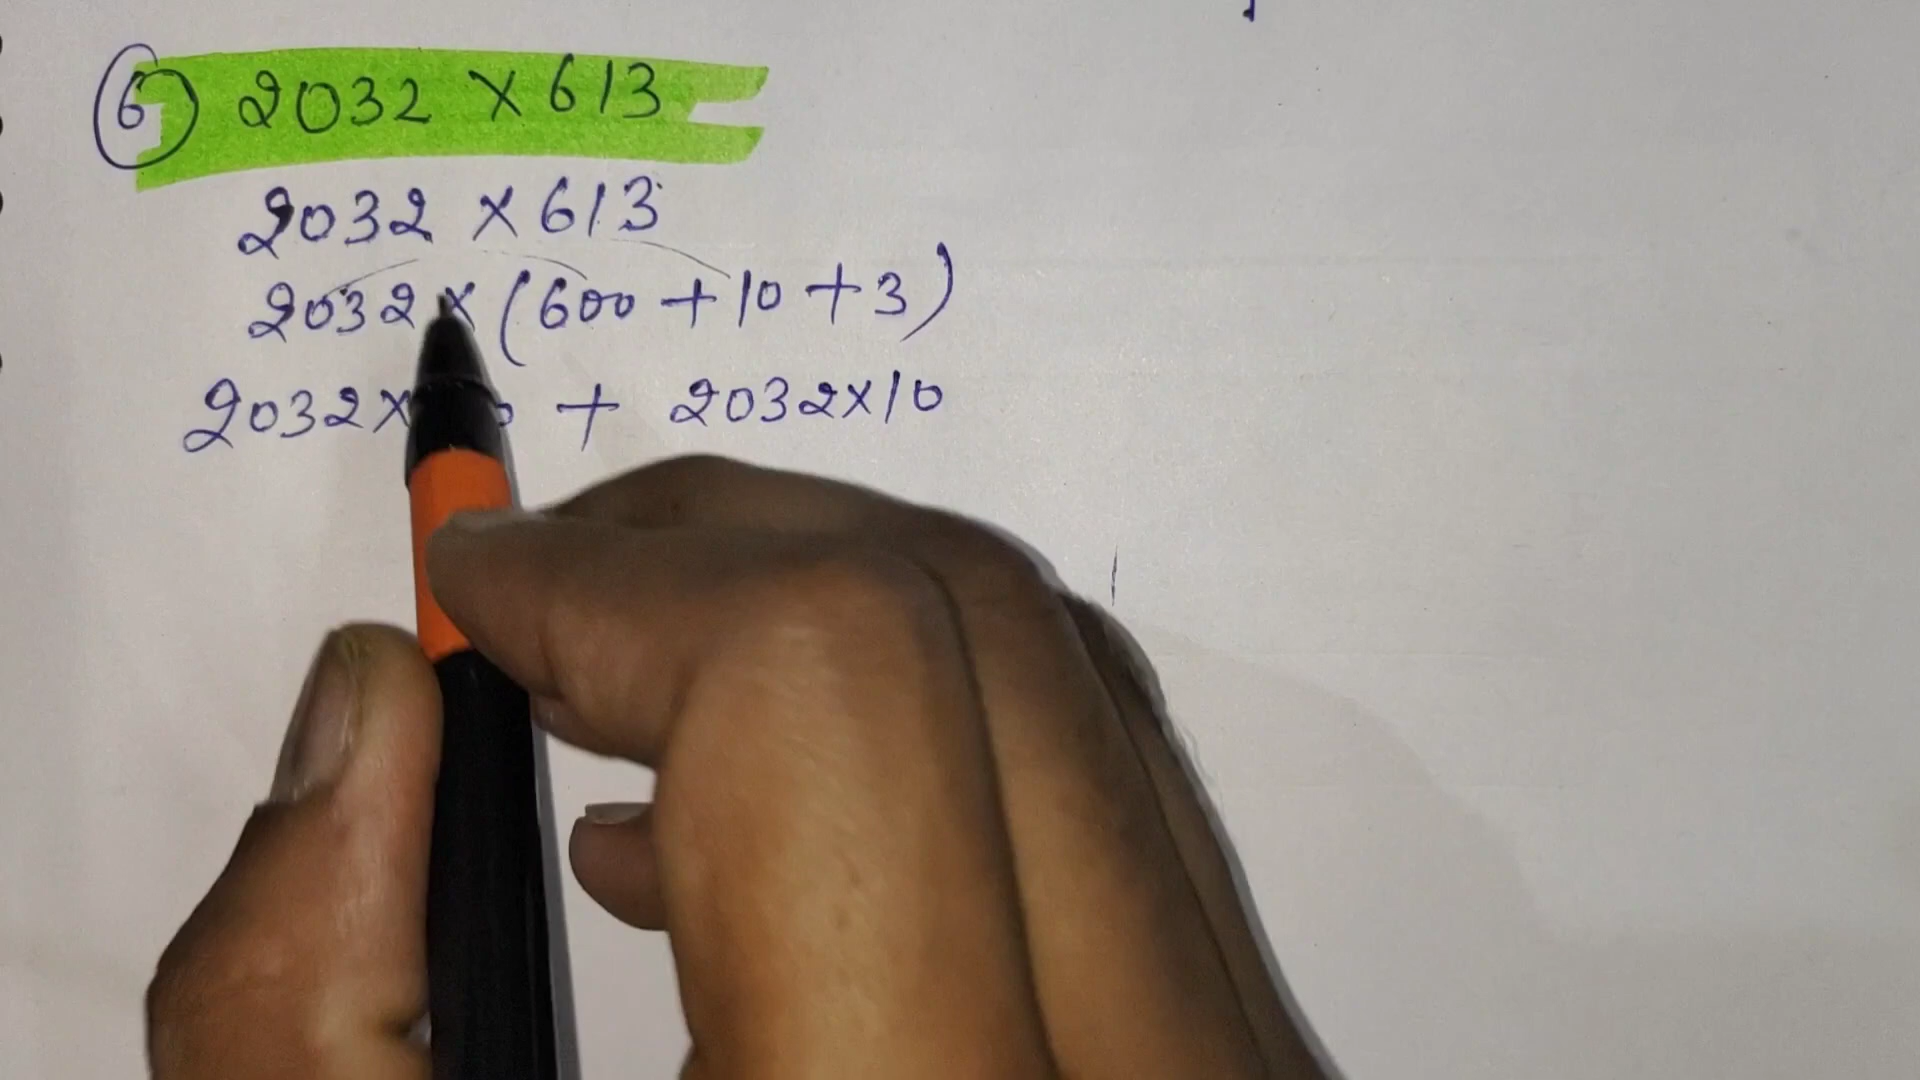 6 2032 × 613
2032 × 613
2032 × (600 + 10 + 3)
2032 × + 2032×10